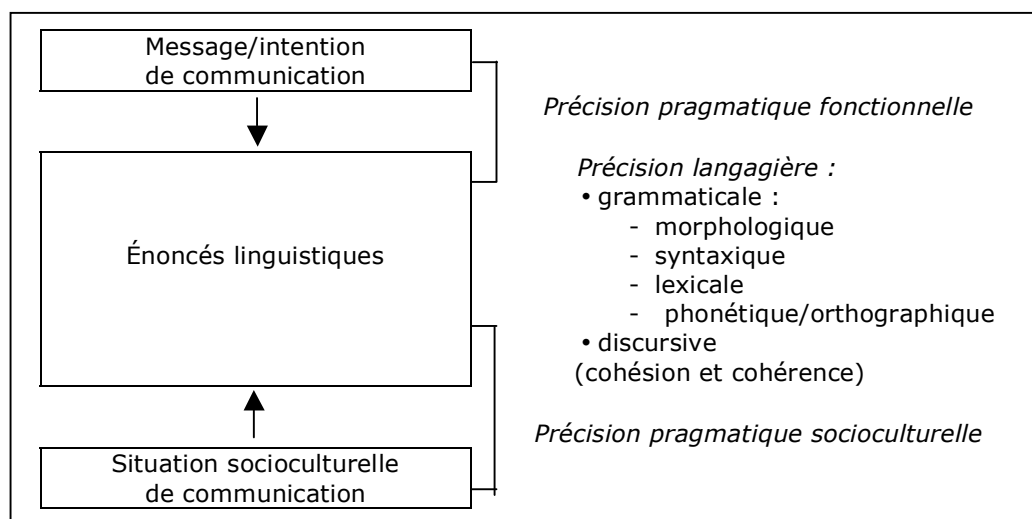 Message/intention
de communication
Précision pragmatique fonctionnelle
Énoncés linguistiques
Précision langagière :
• grammaticale :
- morphologique
- syntaxique
- lexicale
- phonétique/orthographique
• discursive
(cohésion et cohérence)
Précision pragmatique socioculturelle
Situation socioculturelle
de communication